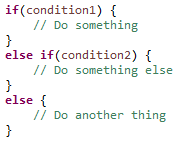 if(condition1) {
    // Do something
}
else if(condition2) {
    // Do something else
}
else {
    // Do another thing
}